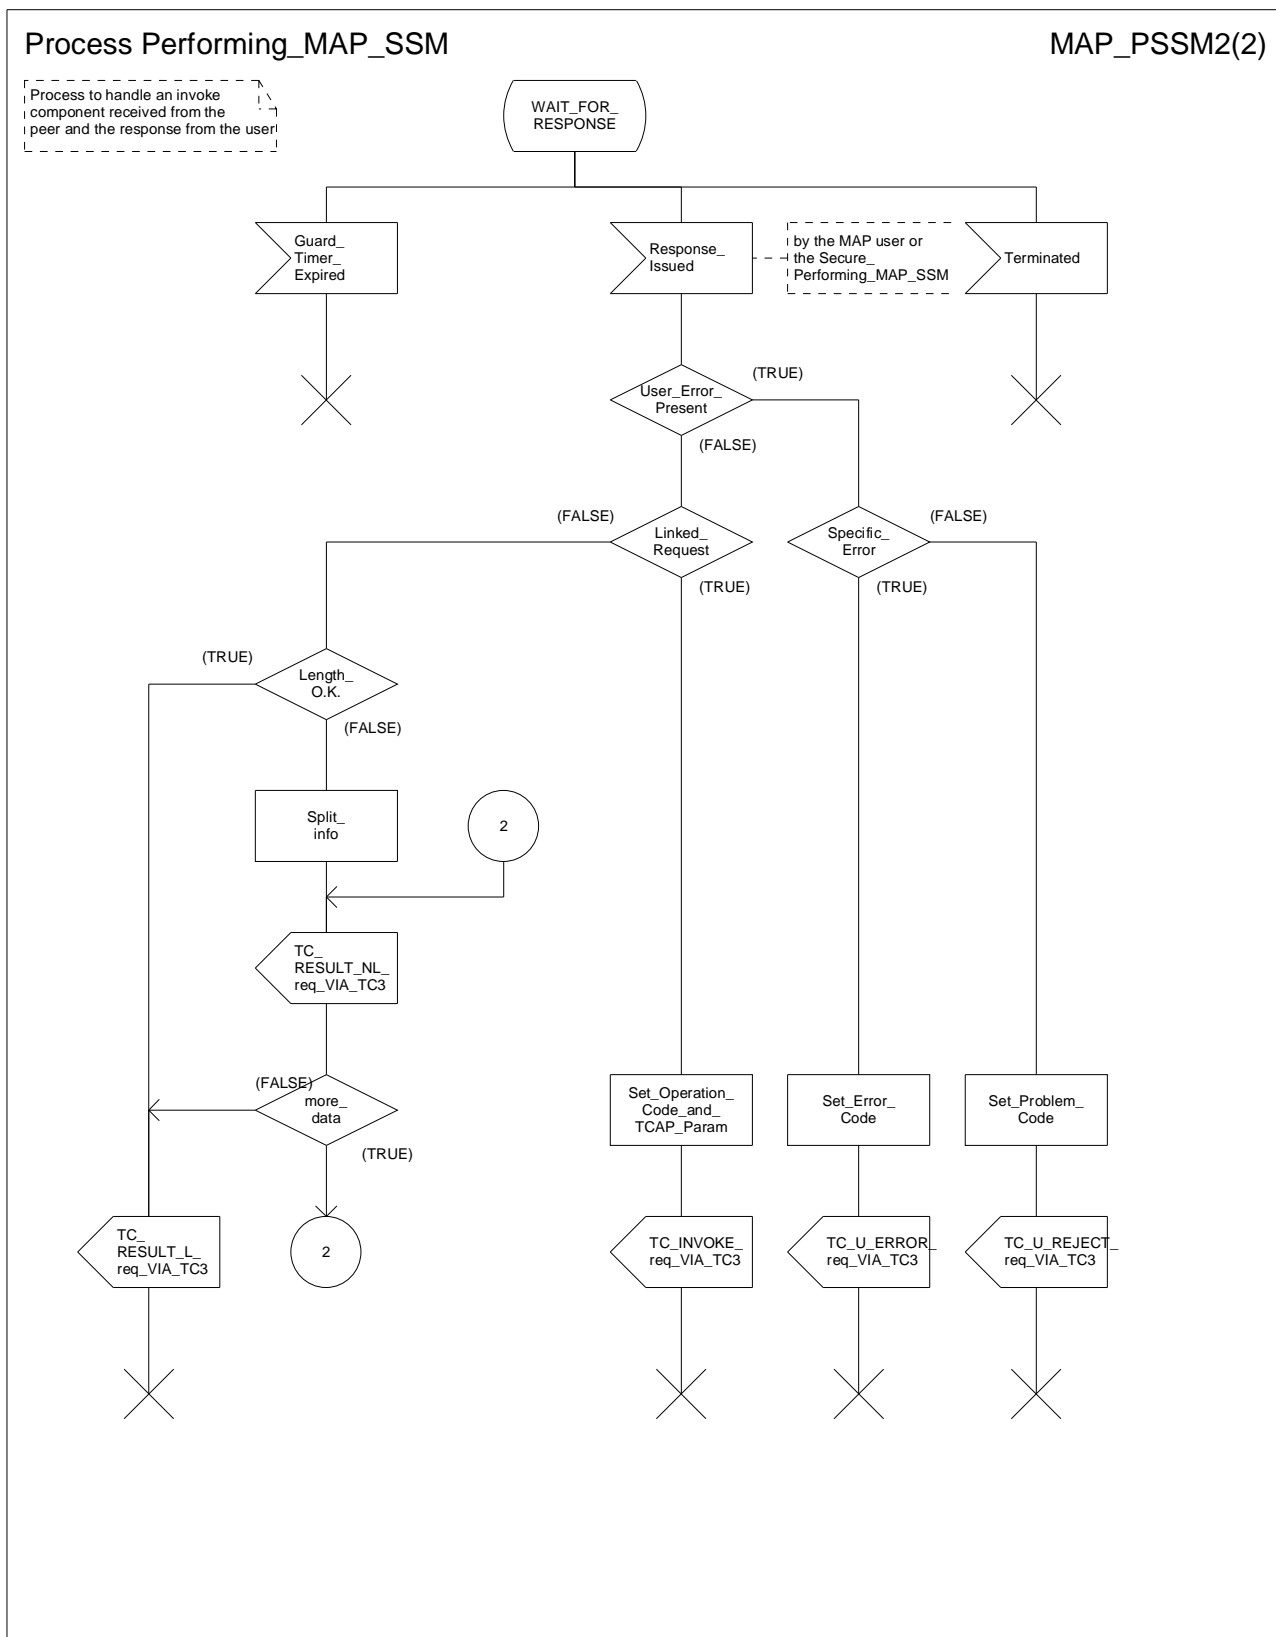 Process Performing_MAP_SSM
MAP_PSSM2(2)
Process to handle an invoke
component received from the
peer and the response from the user
WAIT_FOR_
RESPONSE
Guard_
Timer_
Expired
Response_
Issued
by the MAP user or
the Secure_
Performing_MAP_SSM
Terminated
User_Error_
Present
(TRUE)
(FALSE)
(FALSE)
Linked_
Request
(TRUE)
Specific_
Error
(FALSE)
(TRUE)
(TRUE)
Length_
O.K.
(FALSE)
Split_
info
2
TC_
RESULT_NL_
req_VIA_TC3
(FALSE)
more_
data
(TRUE)
Set_Operation_
Code_and_
TCAP_Param
Set_Error_
Code
Set_Problem_
Code
TC_
RESULT_L_
req_VIA_TC3
2
TC_INVOKE_
req_VIA_TC3
TC_U_ERROR_
req_VIA_TC3
TC_U_REJECT_
req_VIA_TC3